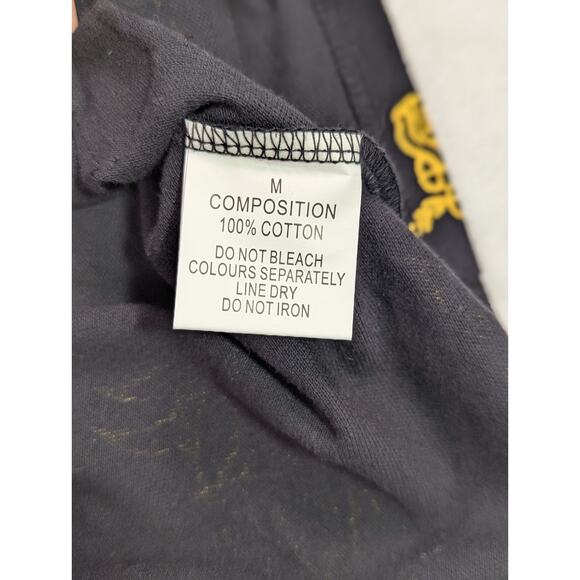 M
COMPOSITION
100% COTTON
DO NOT BLEACH
COLOURS SEPARATELY
LINE DRY
DO NOT IRON